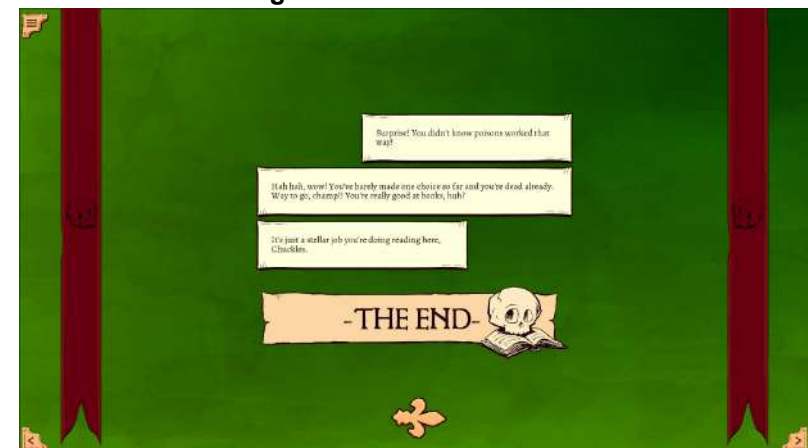 Surprise! You didn't know poisons worked that
way?
Hah hah, wow! You've barely made one choice so far and you're dead already.
Way to go, champ!! You're really good at books, huh?
It's just a stellar job you're doing reading here,
Chuckles.
-THE END-